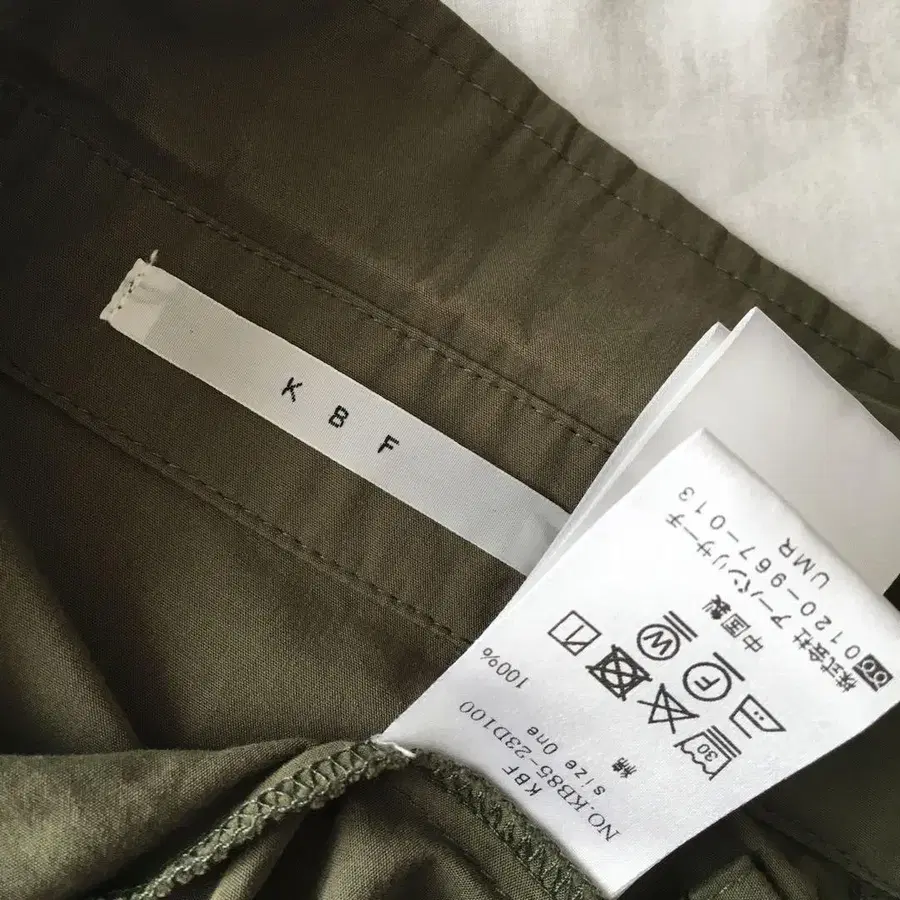 K B F
KBF
NO.KB85-23D100
size One
綿 100%
30
W
F
中国製
株式会社 アーバンリサーチ
0120-967-013
UMR